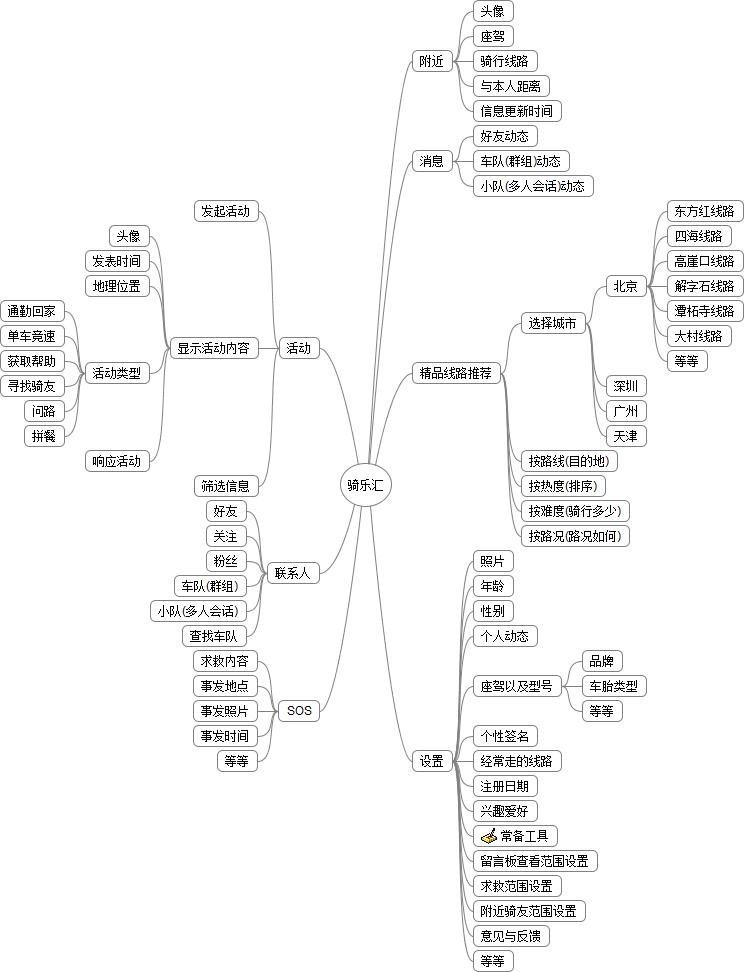 骑乐汇
附近
头像
座驾
骑行线路
与本人距离
信息更新时间
消息
好友动态
车队(群组)动态
小队(多人会话)动态
精品线路推荐
选择城市
北京
东方红线路
四海线路
高崖口线路
解字石线路
潭柘寺线路
大村线路
等等
深圳
广州
天津
按路线(目的地)
按热度(排序)
按难度(骑行多少)
按路况(路况如何)
设置
照片
年龄
性别
个人动态
座驾以及型号
品牌
车胎类型
等等
个性签名
经常走的线路
注册日期
兴趣爱好
常备工具
留言板查看范围设置
求救范围设置
附近骑友范围设置
意见与反馈
等等
活动
发起活动
显示活动内容
头像
发表时间
地理位置
活动类型
通勤回家
单车竞速
获取帮助
寻找骑友
问路
拼餐
响应活动
筛选信息
联系人
好友
关注
粉丝
车队(群组)
小队(多人会话)
查找车队
SOS
求救内容
事发地点
事发照片
事发时间
等等